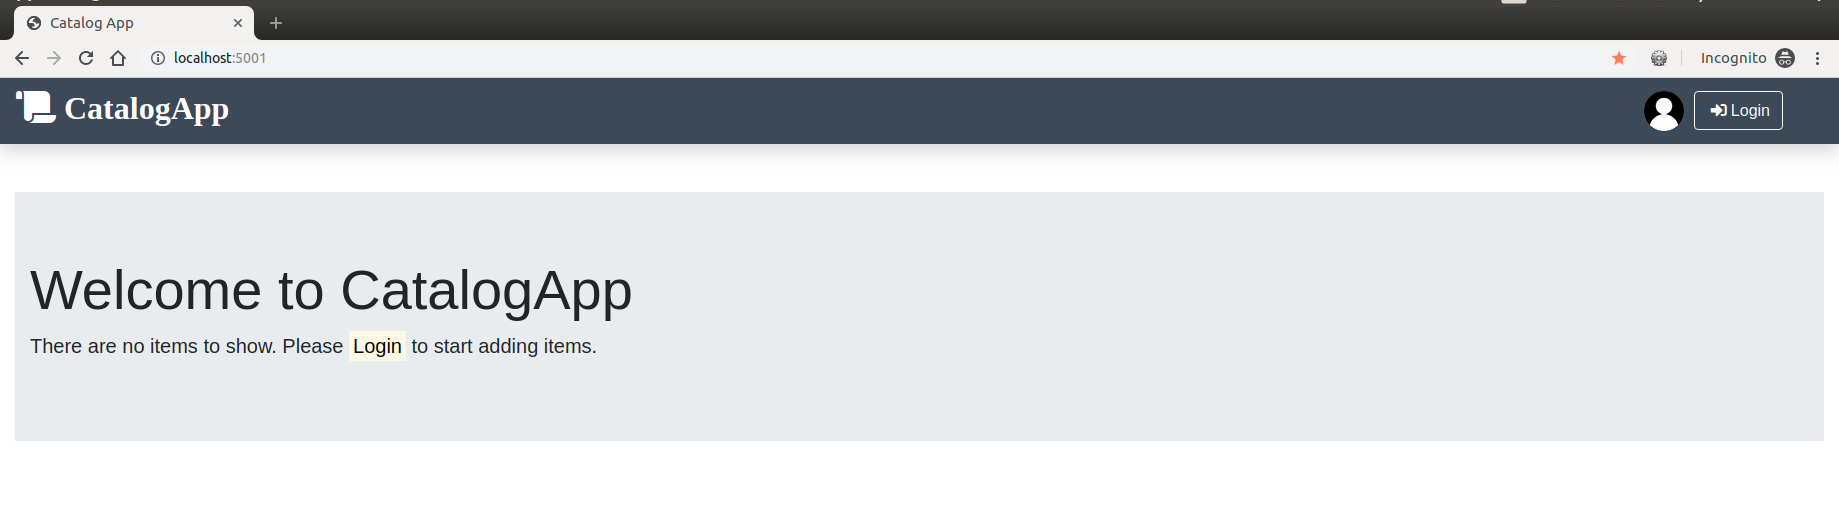 Catalog App
localhost:5001
Incognito
CatalogApp
Login
Welcome to CatalogApp
There are no items to show. Please Login to start adding items.